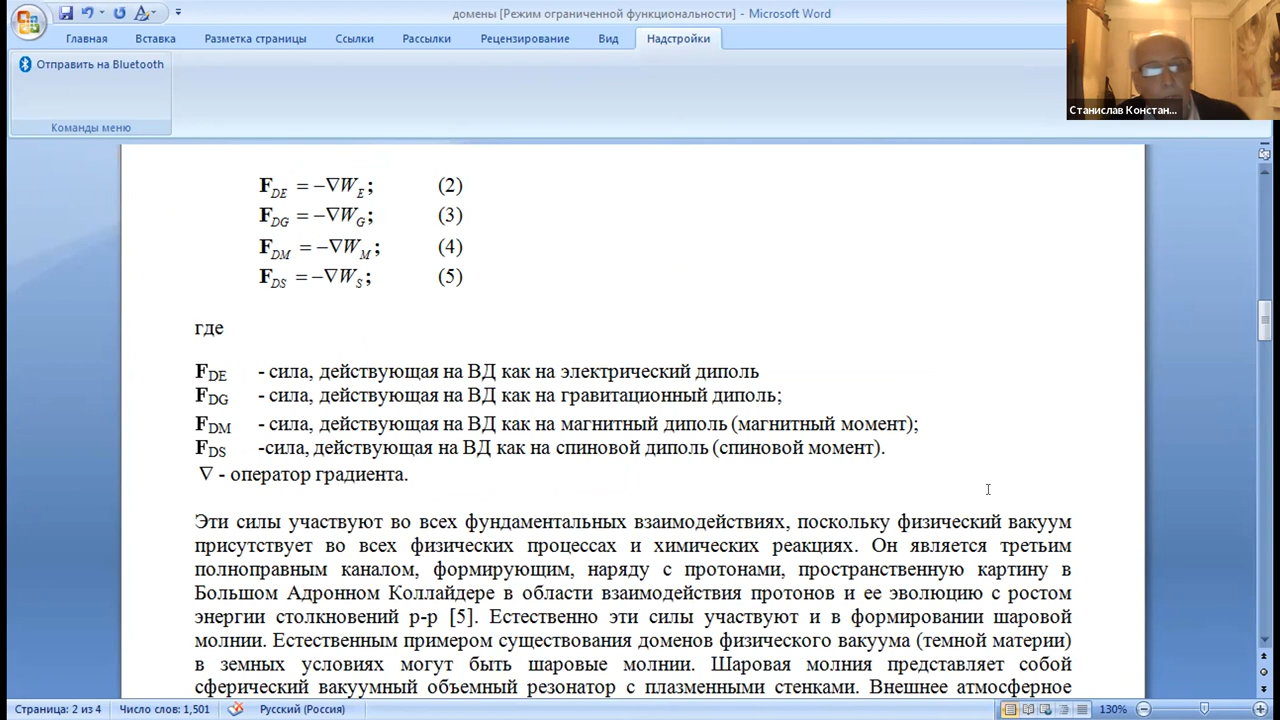 домены [Режим ограниченной функциональности] - Microsoft Word
Главная Вставка Разметка страницы Ссылки Рассылки Рецензирование Вид Надстройки
Отправить на Bluetooth
Команды меню
Станислав Констан...
F_DE = −∇W_E; (2)
F_DG = −∇W_G; (3)
F_DM = −∇W_M; (4)
F_DS = −∇W_S; (5)
где
F_DE - сила, действующая на ВД как на электрический диполь
F_DG - сила, действующая на ВД как на гравитационный диполь;
F_DM - сила, действующая на ВД как на магнитный диполь (магнитный момент);
F_DS -сила, действующая на ВД как на спиновой диполь (спиновой момент).
∇ - оператор градиента.
Эти силы участвуют во всех фундаментальных взаимодействиях, поскольку физический вакуум
присутствует во всех физических процессах и химических реакциях. Он является третьим
полноправным каналом, формирующим, наряду с протонами, пространственную картину в
Большом Адронном Коллайдере в области взаимодействия протонов и ее эволюцию с ростом
энергии столкновений p-p [5]. Естественно эти силы участвуют и в формировании шаровой
молнии. Естественным примером существования доменов физического вакуума (темной материи)
в земных условиях могут быть шаровые молнии. Шаровая молния представляет собой
сферический вакуумный объемный резонатор с плазменными стенками. Внешнее атмосферное
Страница: 2 из 4 Число слов: 1,501 Русский (Россия) 130%